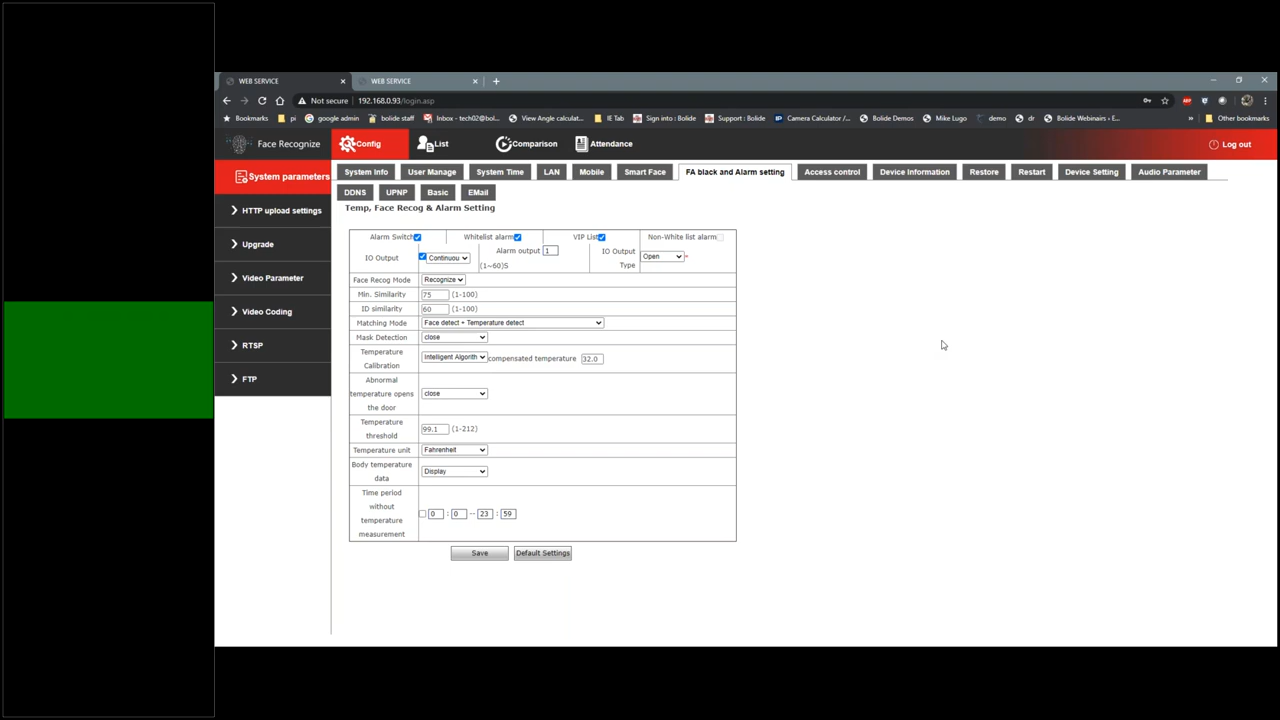 WEB SERVICE
WEB SERVICE
Not secure
192.168.0.93/login.asp
Bookmarks
pi
google admin
bolide staff
Inbox - tech02@bol...
View Angle calculat...
IE Tab
Sign into : Bolide
Support : Bolide
Camera Calculator /...
Bolide Demos
Mike Lugo
demo
dr
Bolide Webinairs » E...
»
Other bookmarks
Face Recognize
Config
List
Comparison
Attendance
Log out
System parameters
System Info
User Manage
System Time
LAN
Mobile
Smart Face
FA black and Alarm setting
Access control
Device Information
Restore
Restart
Device Setting
Audio Parameter
DDNS
UPNP
Basic
EMail
HTTP upload settings
Upgrade
Video Parameter
Video Coding
RTSP
FTP
Temp, Face Recog & Alarm Setting
Alarm Switch
Whitelist alarm
VIP List
Non-White list alarm
IO Output
Continuou
Alarm output 1
(1~60)S
IO Output
Type
Open
*
Face Recog Mode
Recognize
Min. Similarity
75 (1-100)
ID similarity
60 (1-100)
Matching Mode
Face detect + Temperature detect
Mask Detection
close
Temperature
Calibration
Intelligent Algorith compensated temperature 32.0
Abnormal
temperature opens
the door
close
Temperature
threshold
99.1 (1-212)
Temperature unit
Fahrenheit
Body temperature
data
Display
Time period
without
temperature
measurement
0 : 0 -- 23 : 59
Save
Default Settings